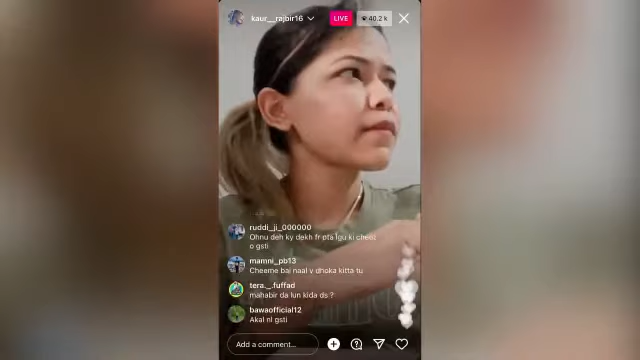 kaur__rajbir16
LIVE
40.2 k
ruddi_ji_000000
Ohnu deh ky dekh fr pta lgu ki cheez
o gsti
mamni_pb13
Cheeme bai naal v dhoka kitta tu
tera._.fuffad
mahabir da lun kida ds ?
bawaofficial12
Akal nl gsti
Add a comment...